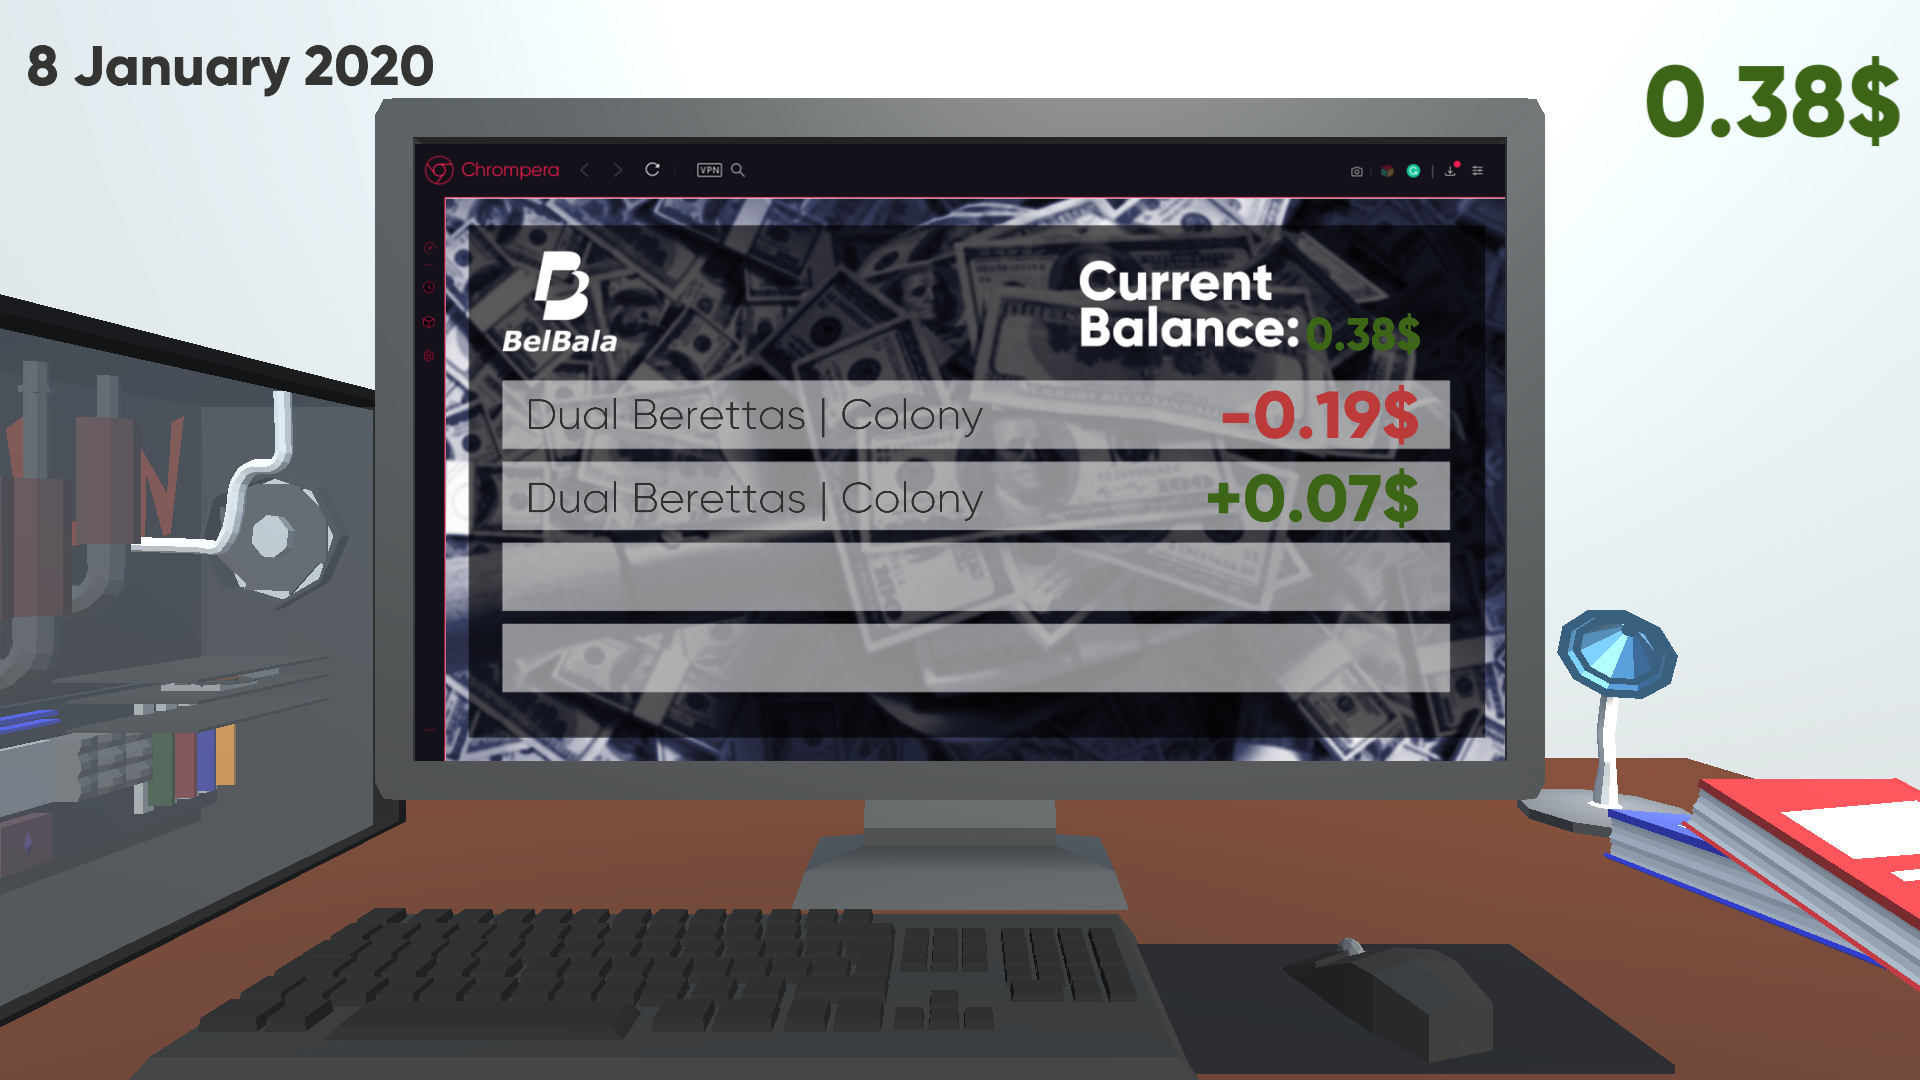 8 January 2020
0.38$
Chrompera
VPN
BelBala
Current
Balance: 0.38$
Dual Berettas | Colony -0.19$
Dual Berettas | Colony +0.07$